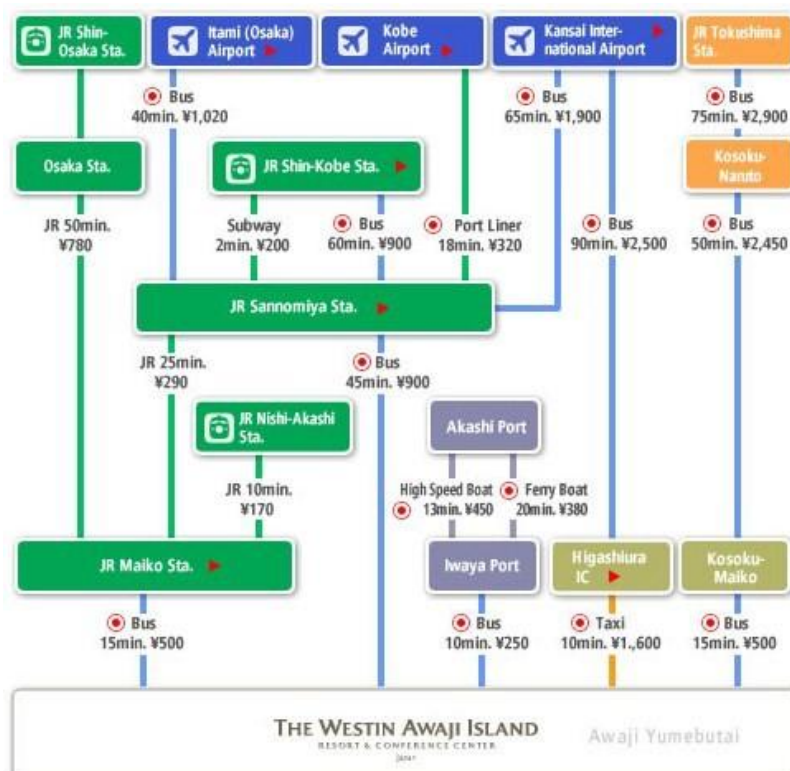 JR Shin-
Osaka Sta.
Itami (Osaka)
Airport
Kobe
Airport
Kansai Inter-
national Airport
JR Tokushima
Sta.
Bus
40min. ¥1,020
Bus
65min. ¥1,900
Bus
75min. ¥2,900
Osaka Sta.
JR Shin-Kobe Sta.
Kosoku-
Naruto
JR 50min.
¥780
Subway
2min. ¥200
Bus
60min. ¥900
Port Liner
18min. ¥320
Bus
90min. ¥2,500
Bus
50min. ¥2,450
JR Sannomiya Sta.
JR 25min.
¥290
Bus
45min. ¥900
JR Nishi-Akashi
Sta.
Akashi Port
JR 10min.
¥170
High Speed Boat
13min. ¥450
Ferry Boat
20min. ¥380
JR Maiko Sta.
Iwaya Port
Higashiura
IC
Kosoku-
Maiko
Bus
15min. ¥500
Bus
10min. ¥250
Taxi
10min. ¥1.,600
Bus
15min. ¥500
THE WESTIN AWAJI ISLAND
RESORT & CONFERENCE CENTER
Awaji Yumebutai